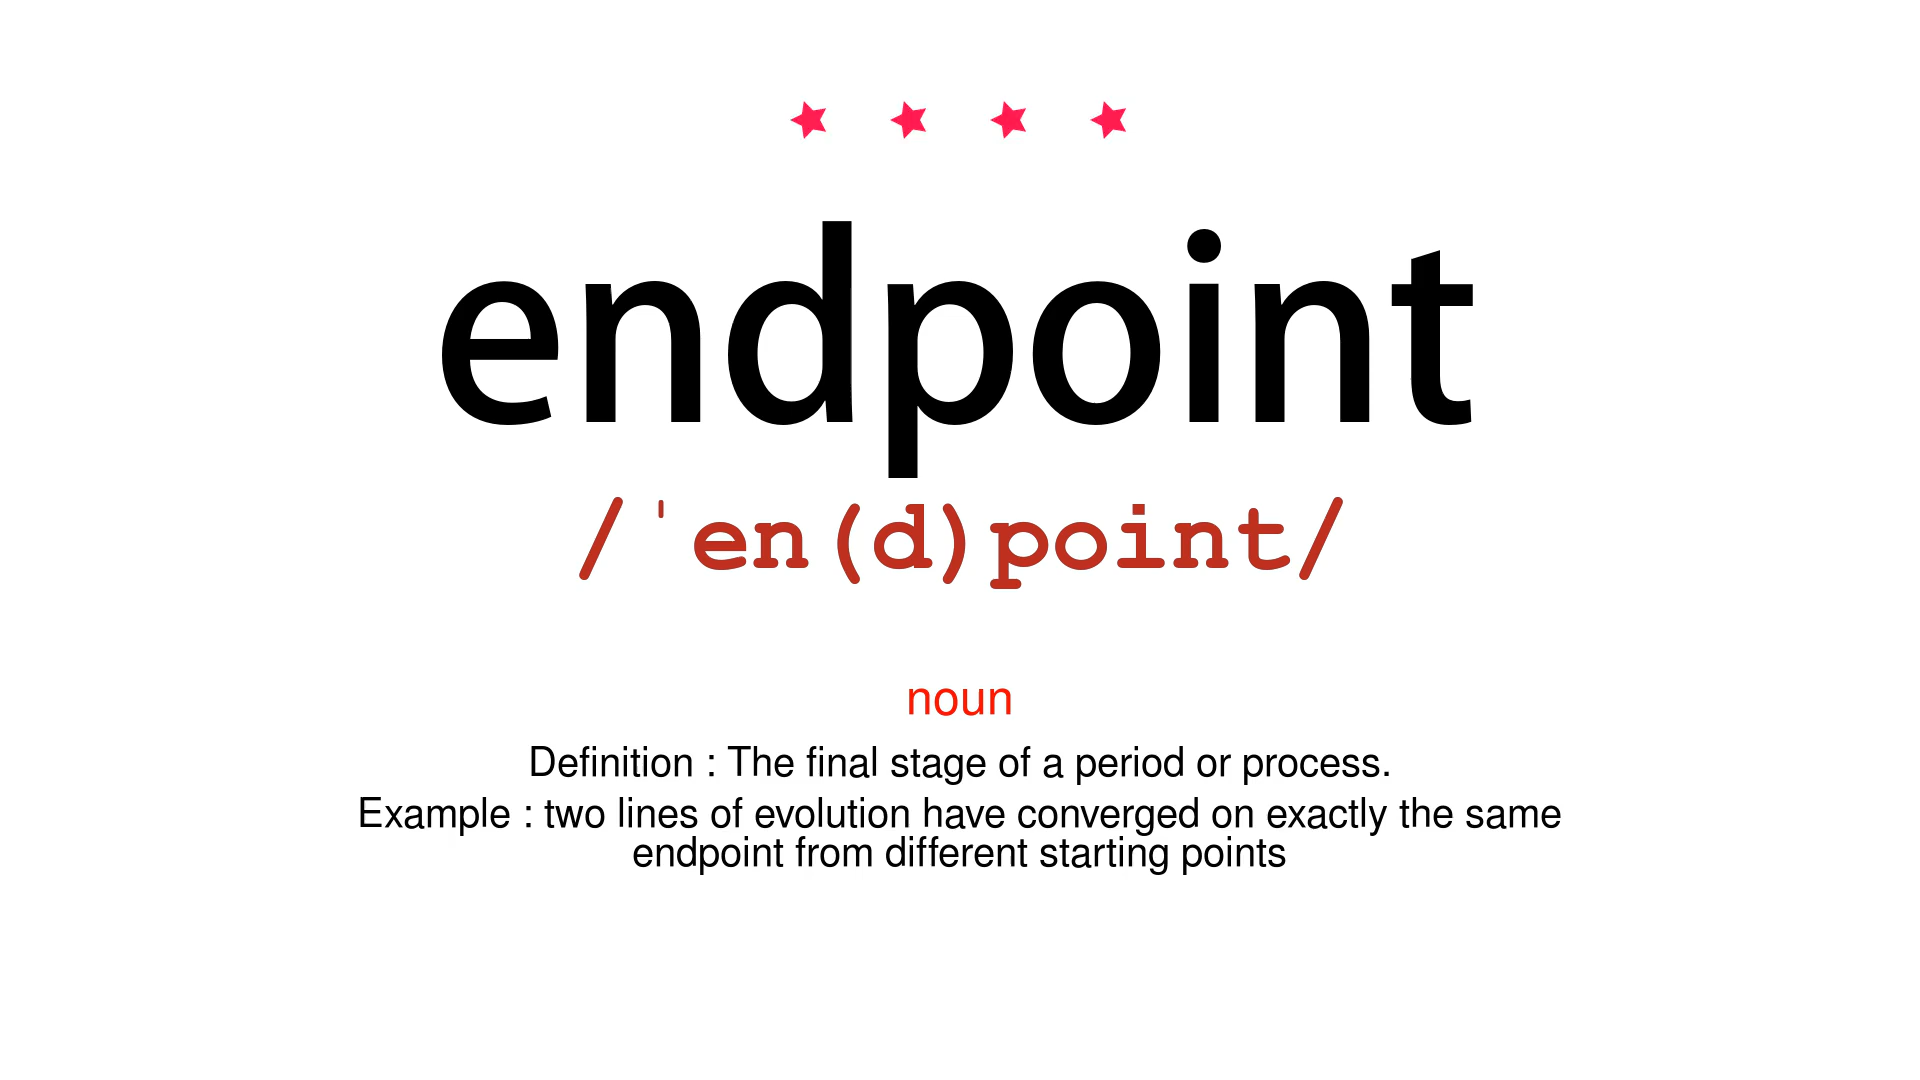 endpoint
/ˈen(d)point/
noun
Definition : The final stage of a period or process.
Example : two lines of evolution have converged on exactly the same
endpoint from different starting points